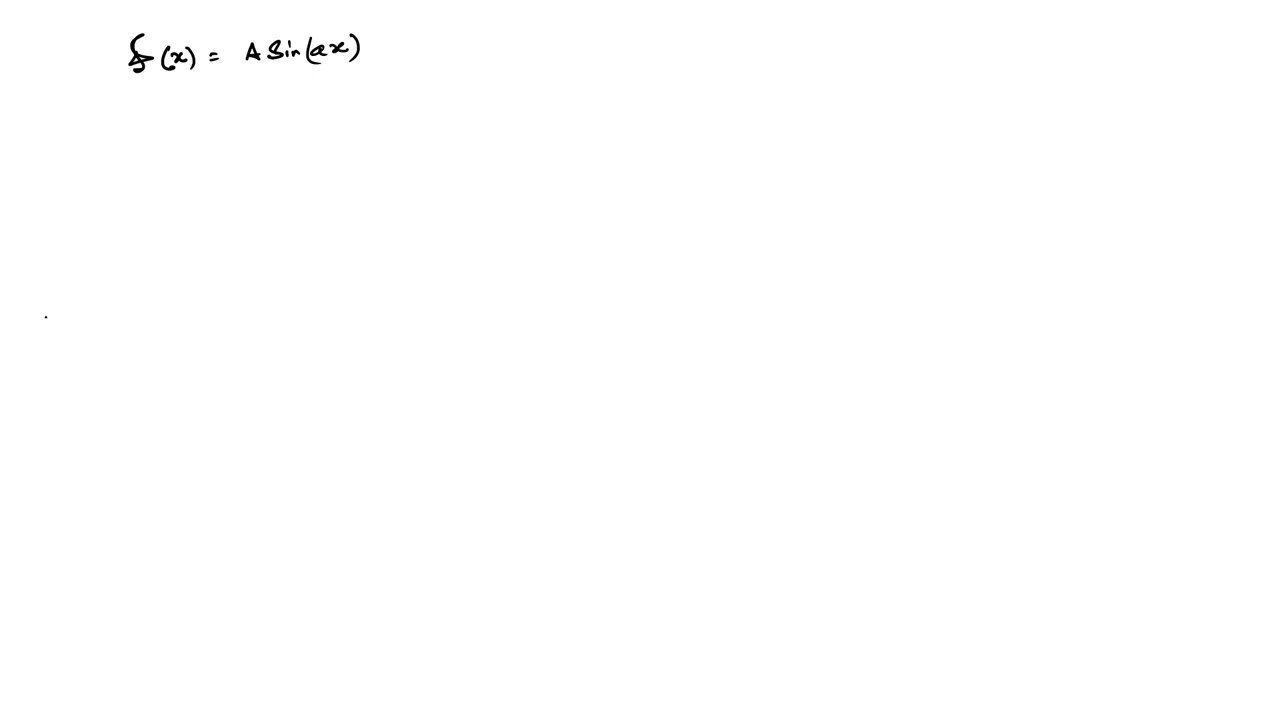 f(x) = A Sin(ax)